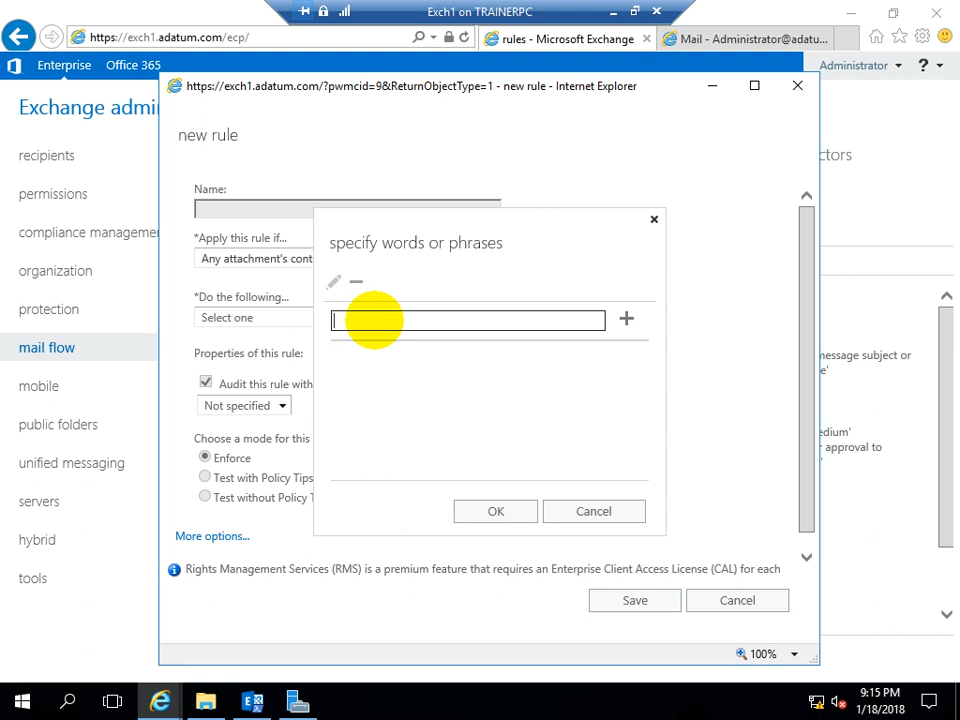 Exch1 on TRAINERPC
https://exch1.adatum.com/ecp/
rules - Microsoft Exchange
Mail - Administrator@adatu...
Enterprise
Office 365
Administrator
?
Exchange admi
recipients
permissions
compliance manageme
organization
protection
mail flow
mobile
public folders
unified messaging
servers
hybrid
tools
https://exch1.adatum.com/?pwmcid=9&ReturnObjectType=1 - new rule - Internet Explorer
new rule
Name:
*Apply this rule if...
Any attachment's cont
*Do the following...
Select one
Properties of this rule:
Audit this rule with
Not specified
Choose a mode for this
Enforce
Test with Policy Tips
Test without Policy T
More options...
Rights Management Services (RMS) is a premium feature that requires an Enterprise Client Access License (CAL) for each
Save
Cancel
100%
specify words or phrases
OK
Cancel
ctors
message subject or
e'
edium'
r approval to
9:15 PM
1/18/2018